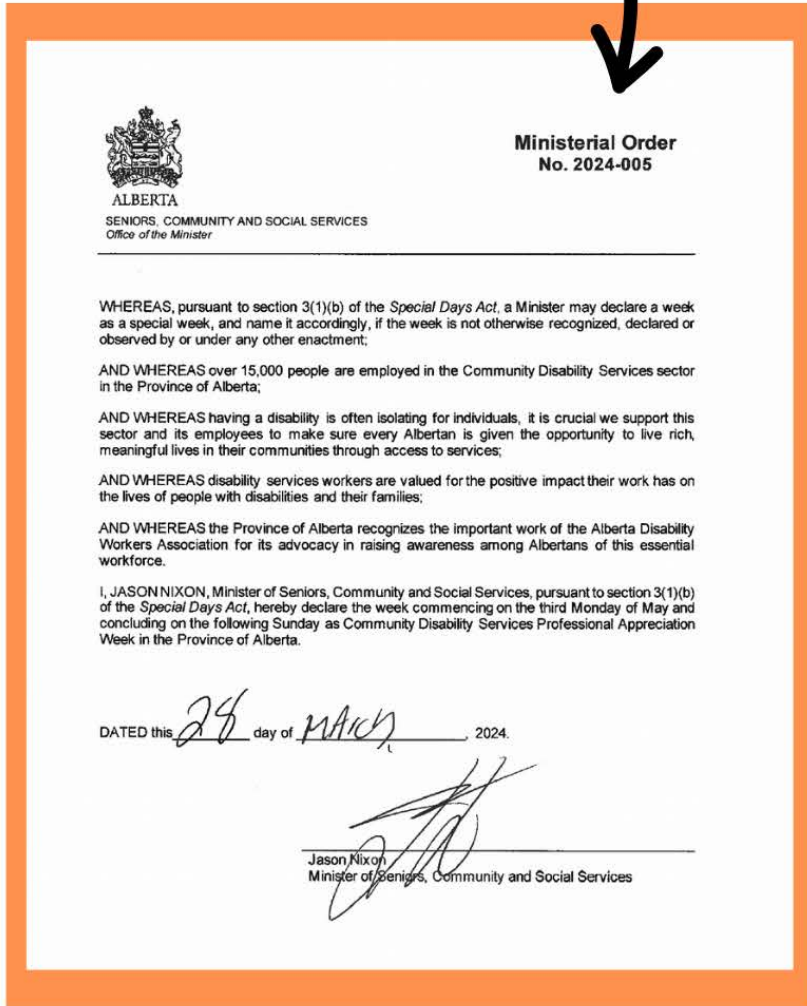 Ministerial Order
No. 2024-005
ALBERTA
SENIORS, COMMUNITY AND SOCIAL SERVICES
Office of the Minister
WHEREAS, pursuant to section 3(1)(b) of the Special Days Act, a Minister may declare a week
as a special week, and name it accordingly, if the week is not otherwise recognized, declared or
observed by or under any other enactment;
AND WHEREAS over 15,000 people are employed in the Community Disability Services sector
in the Province of Alberta;
AND WHEREAS having a disability is often isolating for individuals, it is crucial we support this
sector and its employees to make sure every Albertan is given the opportunity to live rich,
meaningful lives in their communities through access to services;
AND WHEREAS disability services workers are valued for the positive impact their work has on
the lives of people with disabilities and their families;
AND WHEREAS the Province of Alberta recognizes the important work of the Alberta Disability
Workers Association for its advocacy in raising awareness among Albertans of this essential
workforce.
I, JASON NIXON, Minister of Seniors, Community and Social Services, pursuant to section 3(1)(b)
of the Special Days Act, hereby declare the week commencing on the third Monday of May and
concluding on the following Sunday as Community Disability Services Professional Appreciation
Week in the Province of Alberta.
DATED this 28 day of MArch, 2024.
Jason Nixon
Minister of Seniors, Community and Social Services